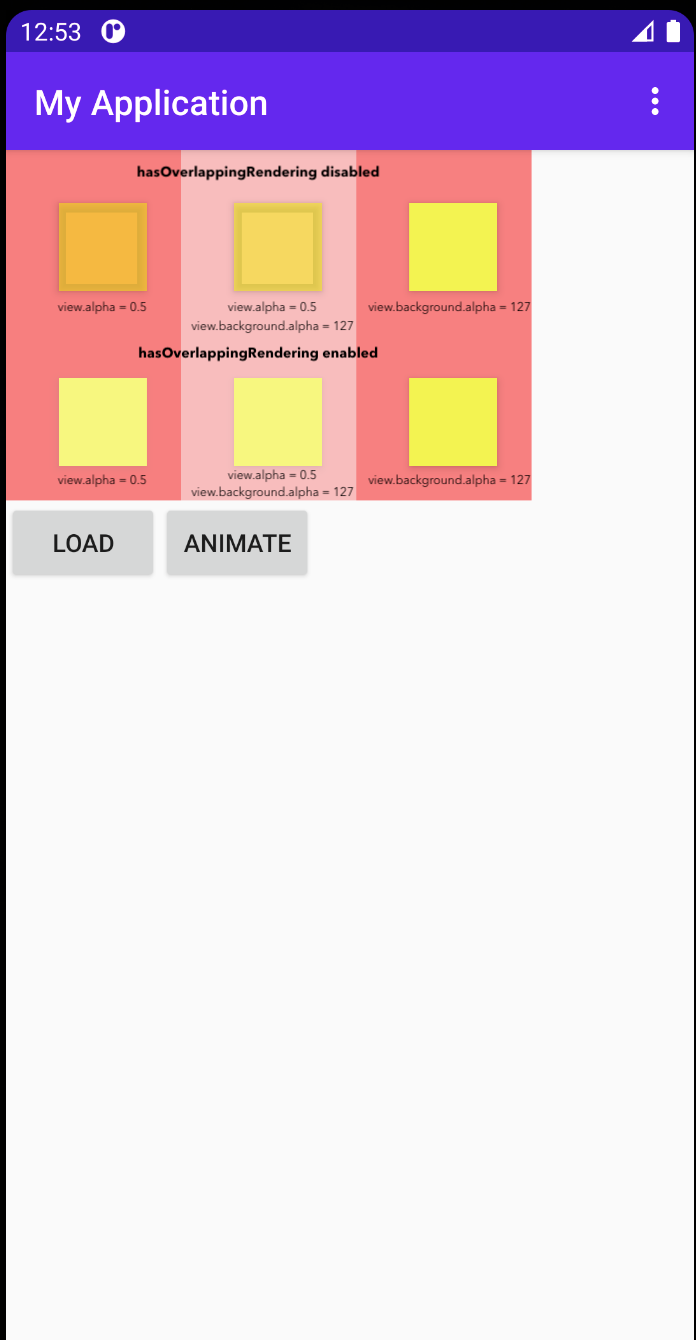 12:53
My Application
hasOverlappingRendering disabled
view.alpha = 0.5
view.alpha = 0.5
view.background.alpha = 127
view.background.alpha = 127
hasOverlappingRendering enabled
view.alpha = 0.5
view.alpha = 0.5
view.background.alpha = 127
view.background.alpha = 127
LOAD
ANIMATE